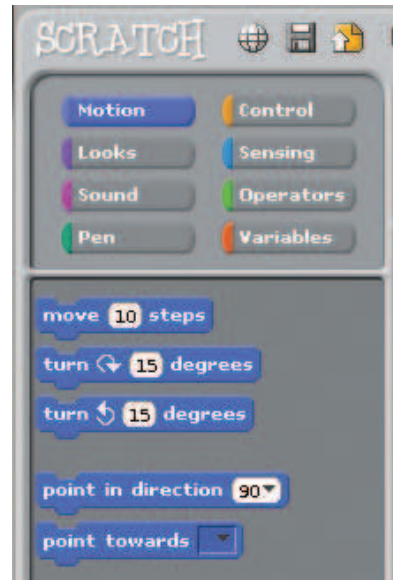 SCRATCH
Motion Control
Looks Sensing
Sound Operators
Pen Variables
move 10 steps
turn 15 degrees
turn 15 degrees
point in direction 90
point towards